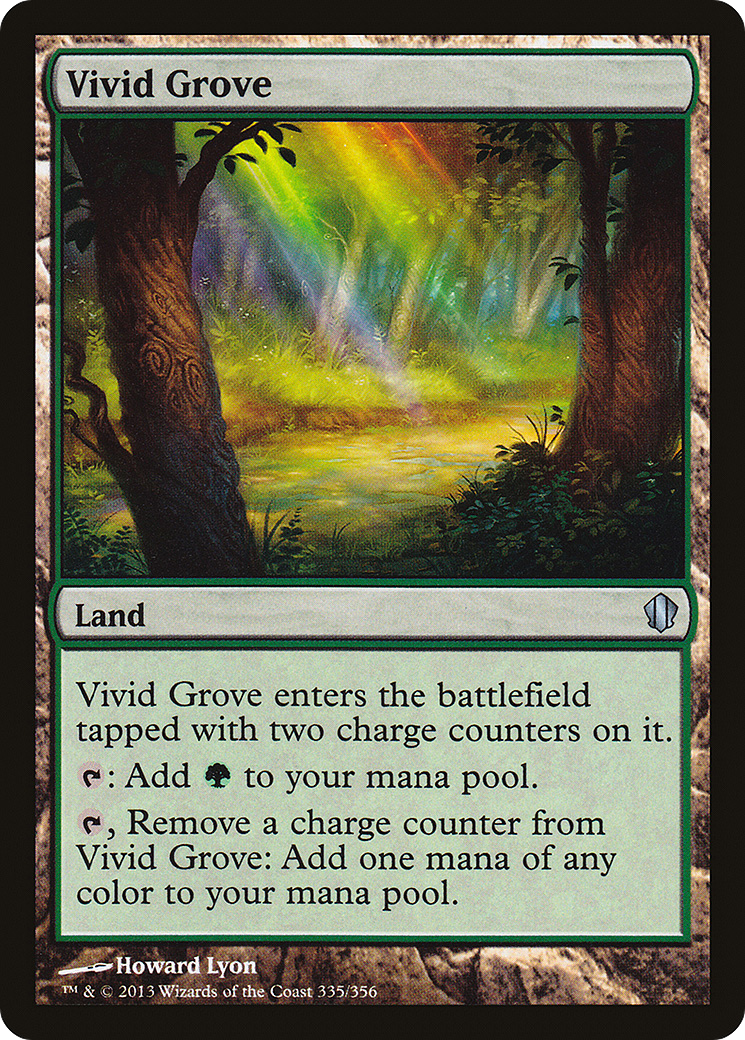 Vivid Grove
Land
Vivid Grove enters the battlefield
tapped with two charge counters on it.
: Add to your mana pool.
, Remove a charge counter from
Vivid Grove: Add one mana of any
color to your mana pool.
Howard Lyon
™ & © 2013 Wizards of the Coast 335/356